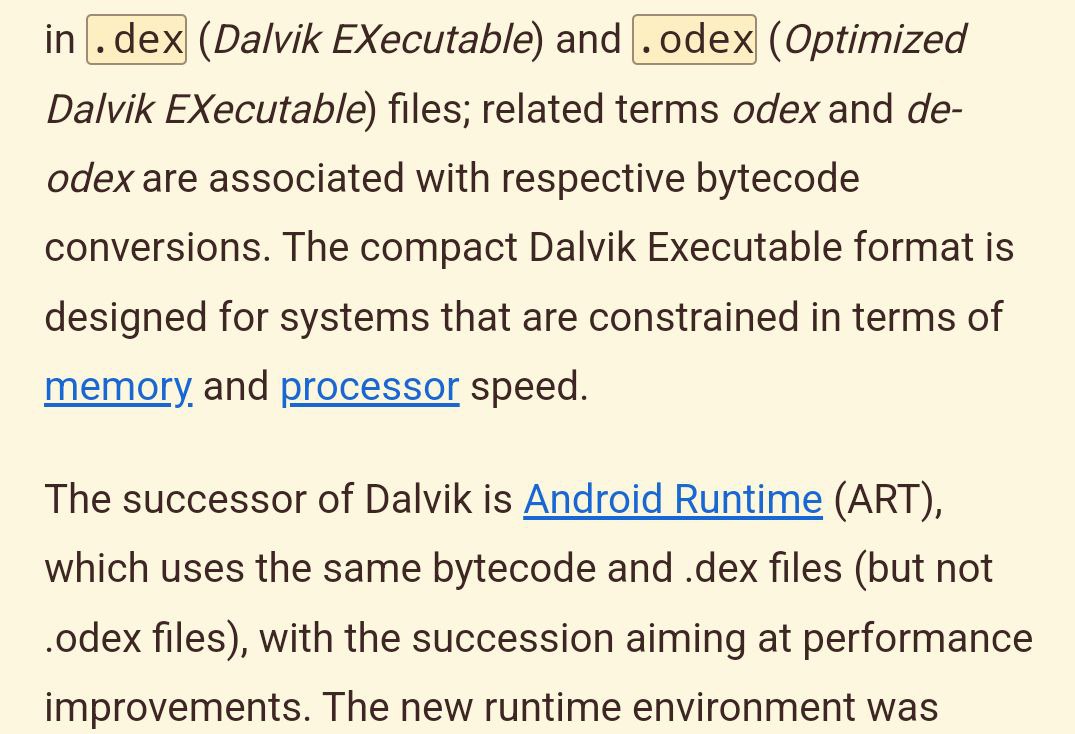 in .dex (Dalvik EXecutable) and .odex (Optimized
Dalvik EXecutable) files; related terms odex and de-
odex are associated with respective bytecode
conversions. The compact Dalvik Executable format is
designed for systems that are constrained in terms of
memory and processor speed.
The successor of Dalvik is Android Runtime (ART),
which uses the same bytecode and .dex files (but not
.odex files), with the succession aiming at performance
improvements. The new runtime environment was